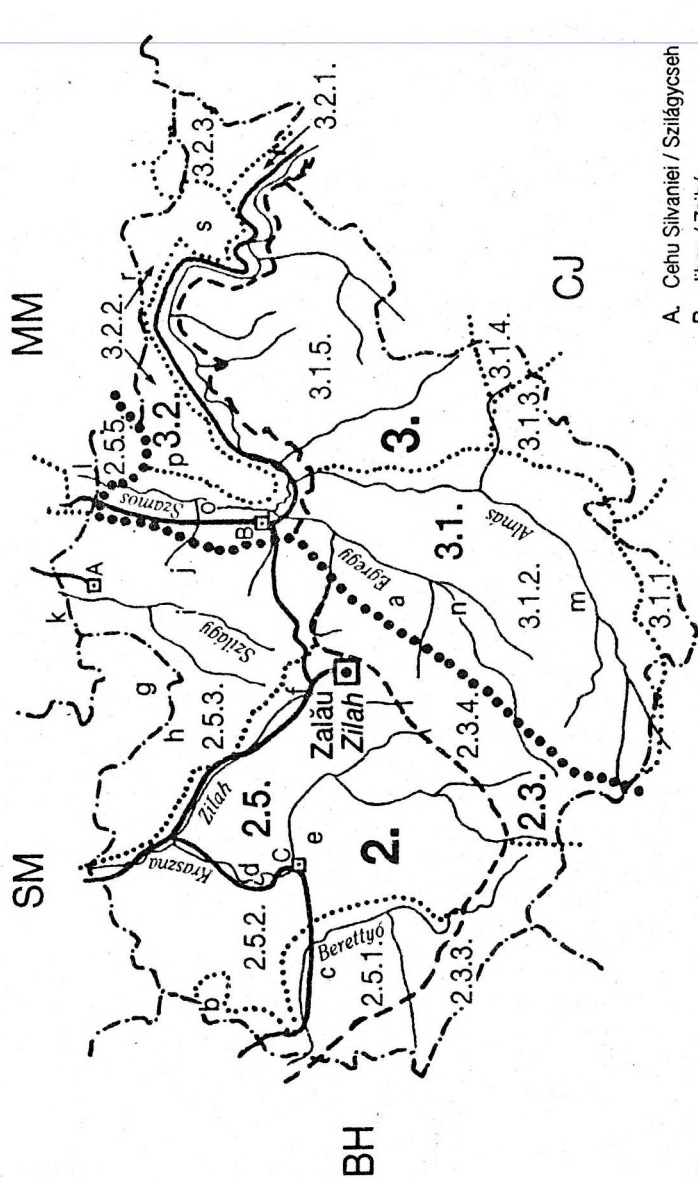 SM
MM
BH
CJ
3.2.3.
3.2.1.
3.2.2.
r
s
3.2.
p
2.5.5.
l
Szamos
o
j
B
A
k
Szilágy
g
h
2.5.3.
f
Zilah
Kraszna
2.5.
d
C
e
2.5.2.
b
c
Berettyó
2.5.1.
2.
2.3.3.
2.3.
2.3.4.
Zalău
Zilah
Egregy
a
n
3.1.
3.1.2.
Almás
m
3.1.1
3.1.3.
3.1.4.
3.
3.1.5.
A. Cehu Silvaniei / Szilágycseh